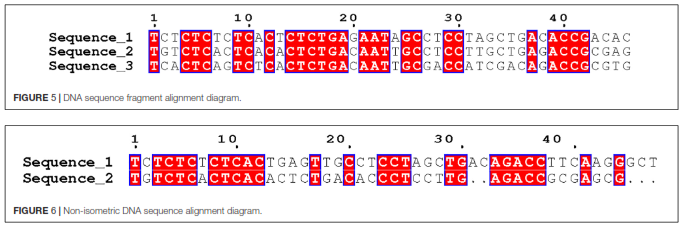 1 10 20 30 40
Sequence_1 TCTCTCTCTCACTCTCTGAGAATAGCCTCCTAGCTGACACCGACAC
Sequence_2 TGTCTCACTCACACTCTGACAATTGCCTCCTTGCTGAGACCGCGAG
Sequence_3 TCACTCAGTCTCACTCTGACAATTGCGACCATCGACAGACCGCGTG
FIGURE 5 | DNA sequence fragment alignment diagram.
1 10 20 30 40
Sequence_1 TCTCTCTCTCACTGAGTTGCCTCCTAGCTGACAGACCTTCAAGGGCT
Sequence_2 TGTCTCACTCACACTCTGACACCCTCCTTG..AGACCGCGAGCG...
FIGURE 6 | Non-isometric DNA sequence alignment diagram.